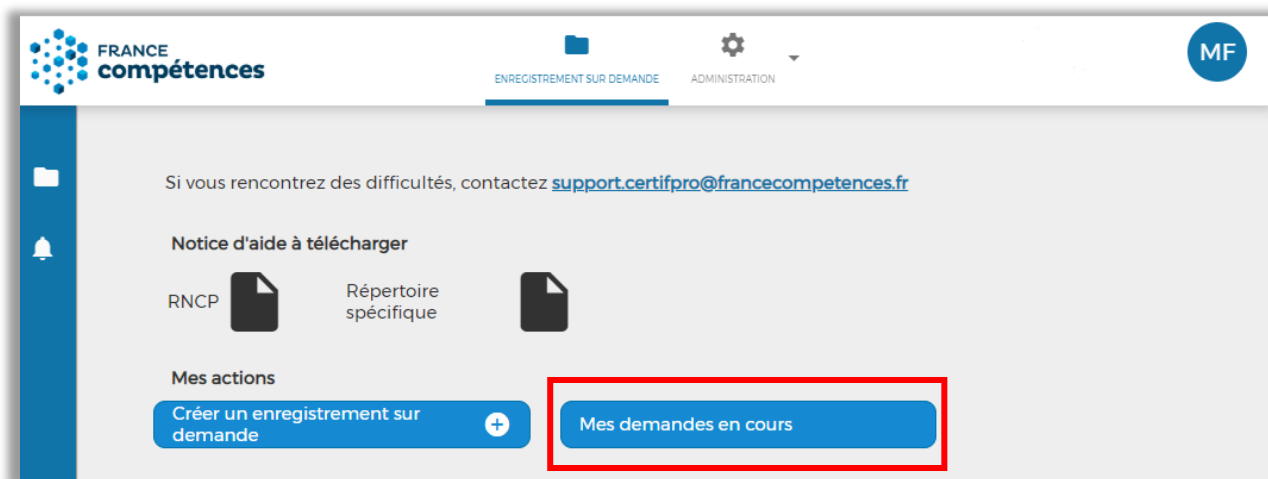 FRANCE
compétences
ENREGISTREMENT SUR DEMANDE
ADMINISTRATION
MF
Si vous rencontrez des difficultés, contactez support.certifpro@francecompetences.fr
Notice d'aide à télécharger
RNCP
Répertoire
spécifique
Mes actions
Créer un enregistrement sur
demande
Mes demandes en cours